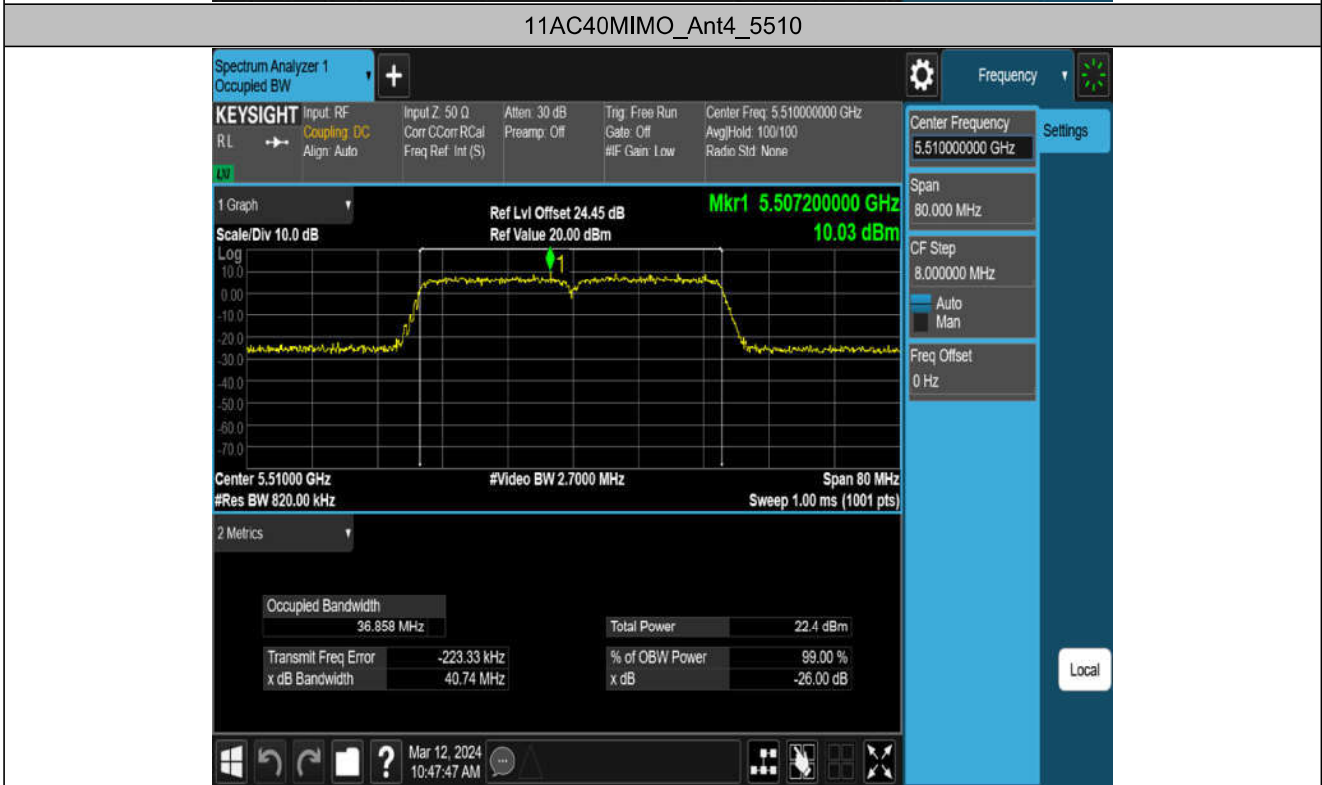 11AC40MIMO_Ant4_5510
Spectrum Analyzer 1
Occupied BW
Frequency
KEYSIGHT
RL
LXI
Input: RF
Coupling: DC
Align: Auto
Input Z: 50 Ω
Corr CCorr RCal
Freq Ref: Int (S)
Atten: 30 dB
Preamp: Off
Trig: Free Run
Gate: Off
#IF Gain: Low
Center Freq: 5.510000000 GHz
Avg|Hold: 100/100
Radio Std: None
Center Frequency
5.510000000 GHz
Settings
Span
80.000 MHz
CF Step
8.000000 MHz
Auto
Man
Freq Offset
0 Hz
Local
1 Graph
Scale/Div 10.0 dB
Ref Lvl Offset 24.45 dB
Ref Value 20.00 dBm
Mkr1 5.507200000 GHz
10.03 dBm
Log
10.0
0.00
-10.0
-20.0
-30.0
-40.0
-50.0
-60.0
-70.0
1
Center 5.51000 GHz
#Video BW 2.7000 MHz
Span 80 MHz
#Res BW 820.00 kHz
Sweep 1.00 ms (1001 pts)
2 Metrics
Occupied Bandwidth
36.858 MHz
Total Power 22.4 dBm
Transmit Freq Error -223.33 kHz
% of OBW Power 99.00 %
x dB Bandwidth 40.74 MHz
x dB -26.00 dB
?
Mar 12, 2024
10:47:47 AM